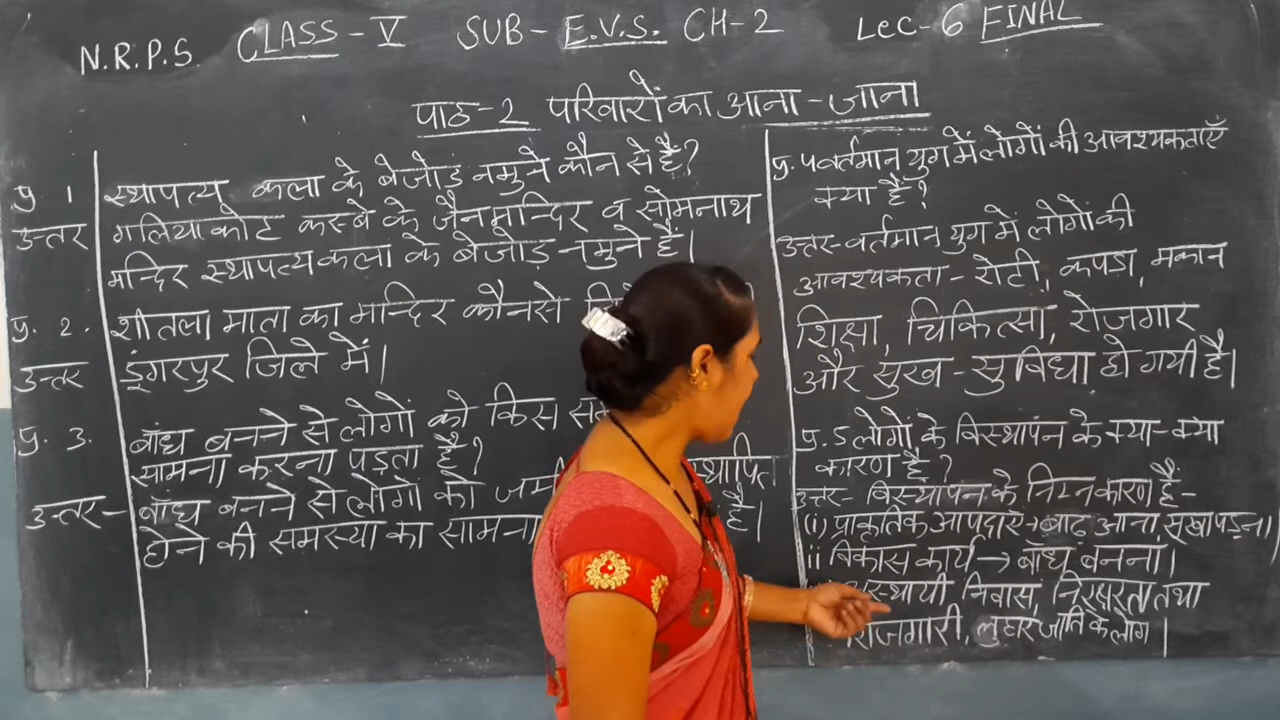 N.R.P.S. CLASS-V SUB-E.V.S. CH-2 Lec-6 FINAL
पाठ-2 परिवारों का आना-जाना
पृ. 1 स्थापत्य कला के बेजोड़ नमुने कौन से हैं?
उत्तर गलियाकोट कस्बे के जैन मन्दिर व सोमनाथ
मन्दिर स्थापत्य कला के बेजोड़ नमुने हैं।
पृ. 2. शीतला माता का मन्दिर कौनसे
उत्तर डूंगरपुर जिले में।
पृ. 3. बाँध बनने से लोगों को किस
सामना करना पड़ता है?
उत्तर- बाँध बनने से लोगों को
होने की समस्या का सामना है।
पृ. 4 वर्तमान युग में लोगों की आवश्यकताएँ
क्या है?
उत्तर- वर्तमान युग में लोगों की
आवश्यकता - रोटी, कपडा, मकान
शिक्षा, चिकित्सा, रोजगार
और सुख-सुविधा हो गयी है।
पृ. 5 लोगों के विस्थापन के क्या-क्या
कारण है?
उत्तर- विस्थापन के निम्न कारण हैं-
(i) प्राकृतिक आपदाएँ→ बाढ़ आना, सूखा पड़ना।
ii विकास कार्य → बाँध बनना।
निवास, निरक्षरता तथा
लुहार जाति के लोग।